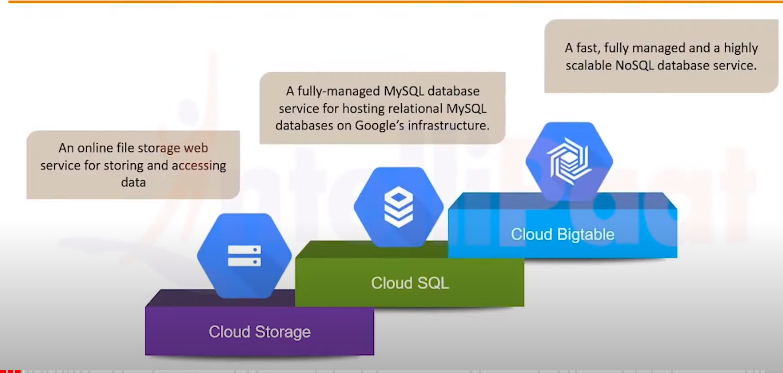 A fast, fully managed and a highly
scalable NoSQL database service.
A fully-managed MySQL database
service for hosting relational MySQL
databases on Google's infrastructure.
An online file storage web
service for storing and accessing
data
Cloud Bigtable
Cloud SQL
Cloud Storage
intelliPaat